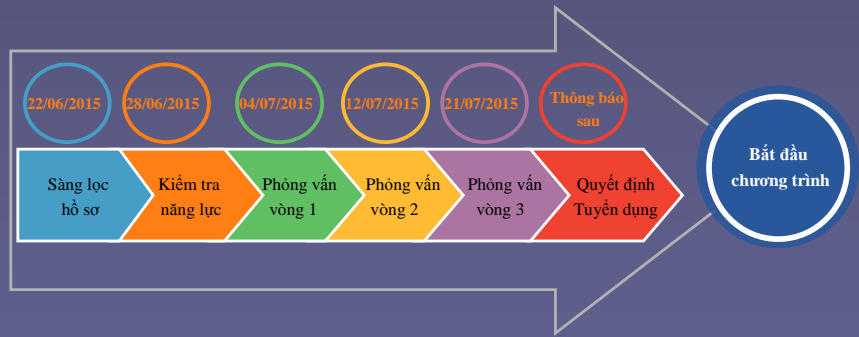 22/06/2015
28/06/2015
04/07/2015
12/07/2015
21/07/2015
Thông báo
sau
Sàng lọc
hồ sơ
Kiểm tra
năng lực
Phỏng vấn
vòng 1
Phỏng vấn
vòng 2
Phỏng vấn
vòng 3
Quyết định
Tuyển dụng
Bắt đầu
chương trình